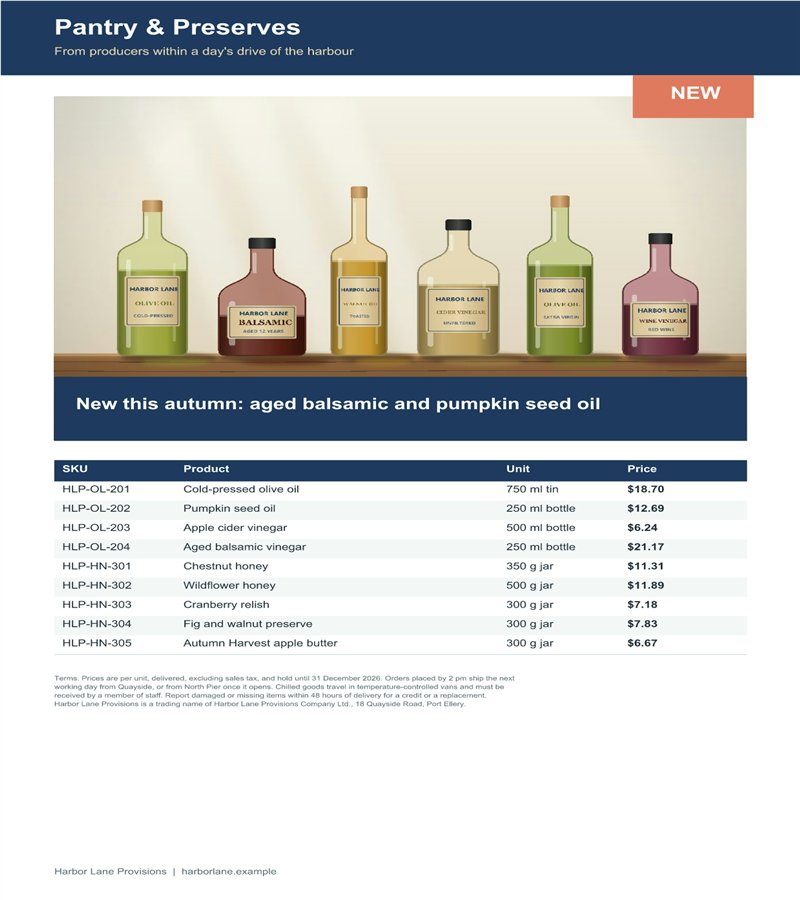 Pantry & Preserves
From producers within a day's drive of the harbour
NEW
HARBOR LANE
OLIVE OIL
COLD-PRESSED
HARBOR LANE
BALSAMIC
AGED 12 YEARS
HARBOR LANE
WALNUT OIL
TOASTED
HARBOR LANE
CIDER VINEGAR
UNFILTERED
HARBOR LANE
OLIVE OIL
EXTRA VIRGIN
HARBOR LANE
WINE VINEGAR
RED WINE
New this autumn: aged balsamic and pumpkin seed oil
SKU Product Unit Price
HLP-OL-201 Cold-pressed olive oil 750 ml tin $18.70
HLP-OL-202 Pumpkin seed oil 250 ml bottle $12.69
HLP-OL-203 Apple cider vinegar 500 ml bottle $6.24
HLP-OL-204 Aged balsamic vinegar 250 ml bottle $21.17
HLP-HN-301 Chestnut honey 350 g jar $11.31
HLP-HN-302 Wildflower honey 500 g jar $11.89
HLP-HN-303 Cranberry relish 300 g jar $7.18
HLP-HN-304 Fig and walnut preserve 300 g jar $7.83
HLP-HN-305 Autumn Harvest apple butter 300 g jar $6.67
Terms. Prices are per unit, delivered, excluding sales tax, and hold until 31 December 2026. Orders placed by 2 pm ship the next
working day from Quayside, or from North Pier once it opens. Chilled goods travel in temperature-controlled vans and must be
received by a member of staff. Report damaged or missing items within 48 hours of delivery for a credit or a replacement.
Harbor Lane Provisions is a trading name of Harbor Lane Provisions Company Ltd., 18 Quayside Road, Port Ellery.
Harbor Lane Provisions | harborlane.example